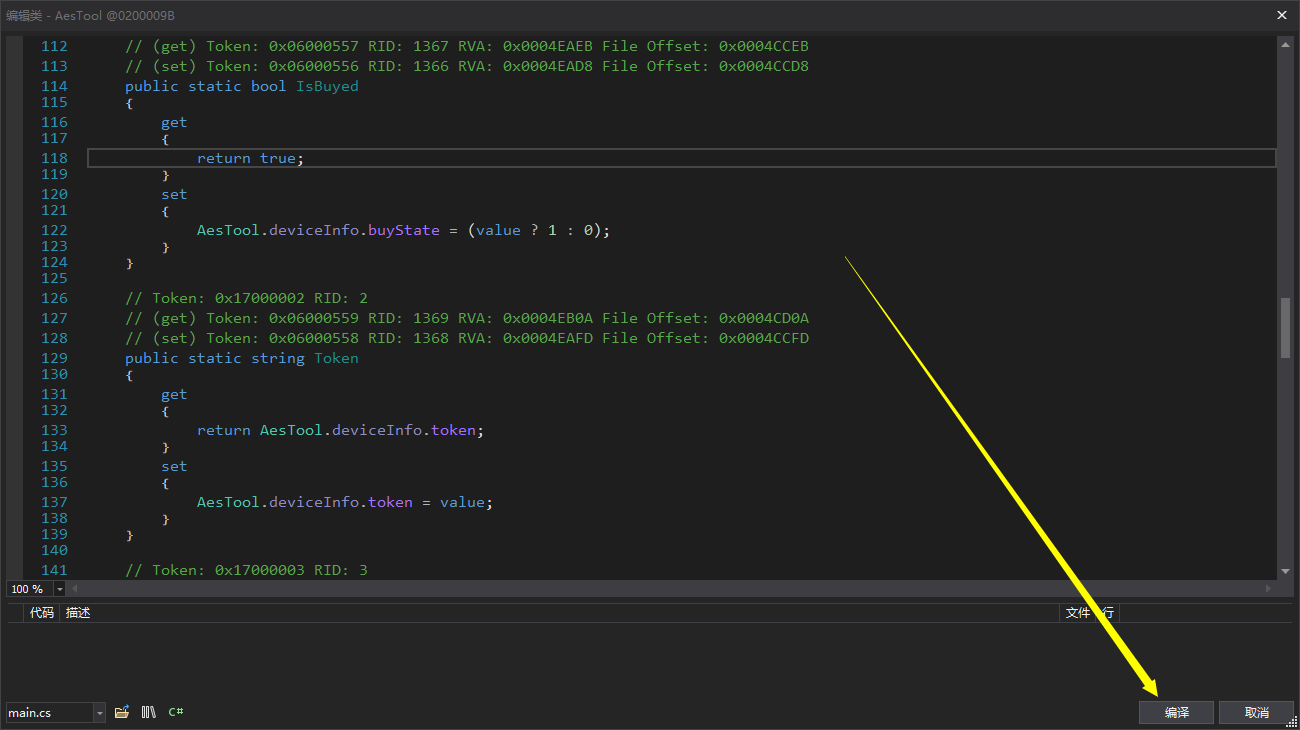 编辑类 - AesTool @0200009B
112 // (get) Token: 0x06000557 RID: 1367 RVA: 0x0004EAEB File Offset: 0x0004CCEB
113 // (set) Token: 0x06000556 RID: 1366 RVA: 0x0004EAD8 File Offset: 0x0004CCD8
114 public static bool IsBuyed
115 {
116 get
117 {
118 return true;
119 }
120 set
121 {
122 AesTool.deviceInfo.buyState = (value ? 1 : 0);
123 }
124 }
125
126 // Token: 0x17000002 RID: 2
127 // (get) Token: 0x06000559 RID: 1369 RVA: 0x0004EB0A File Offset: 0x0004CD0A
128 // (set) Token: 0x06000558 RID: 1368 RVA: 0x0004EAFD File Offset: 0x0004CCFD
129 public static string Token
130 {
131 get
132 {
133 return AesTool.deviceInfo.token;
134 }
135 set
136 {
137 AesTool.deviceInfo.token = value;
138 }
139 }
140
141 // Token: 0x17000003 RID: 3
100 %
代码 描述 文件 行
main.cs C# 编译 取消